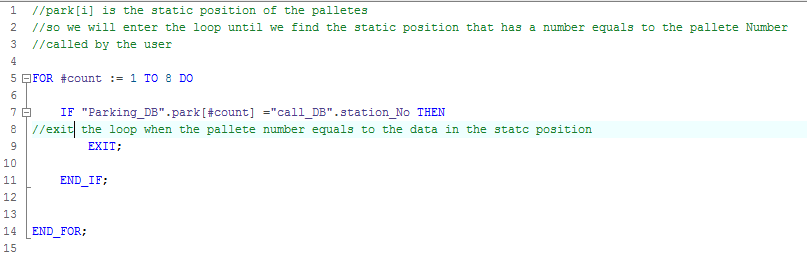 1 //park[i] is the static position of the palletes
2 //so we will enter the loop until we find the static position that has a number equals to the pallete Number
3 //called by the user
4
5 FOR #count := 1 TO 8 DO
6
7 IF "Parking_DB".park[#count] ="call_DB".station_No THEN
8 //exit the loop when the pallete number equals to the data in the statc position
9 EXIT;
10
11 END_IF;
12
13
14 END_FOR;
15